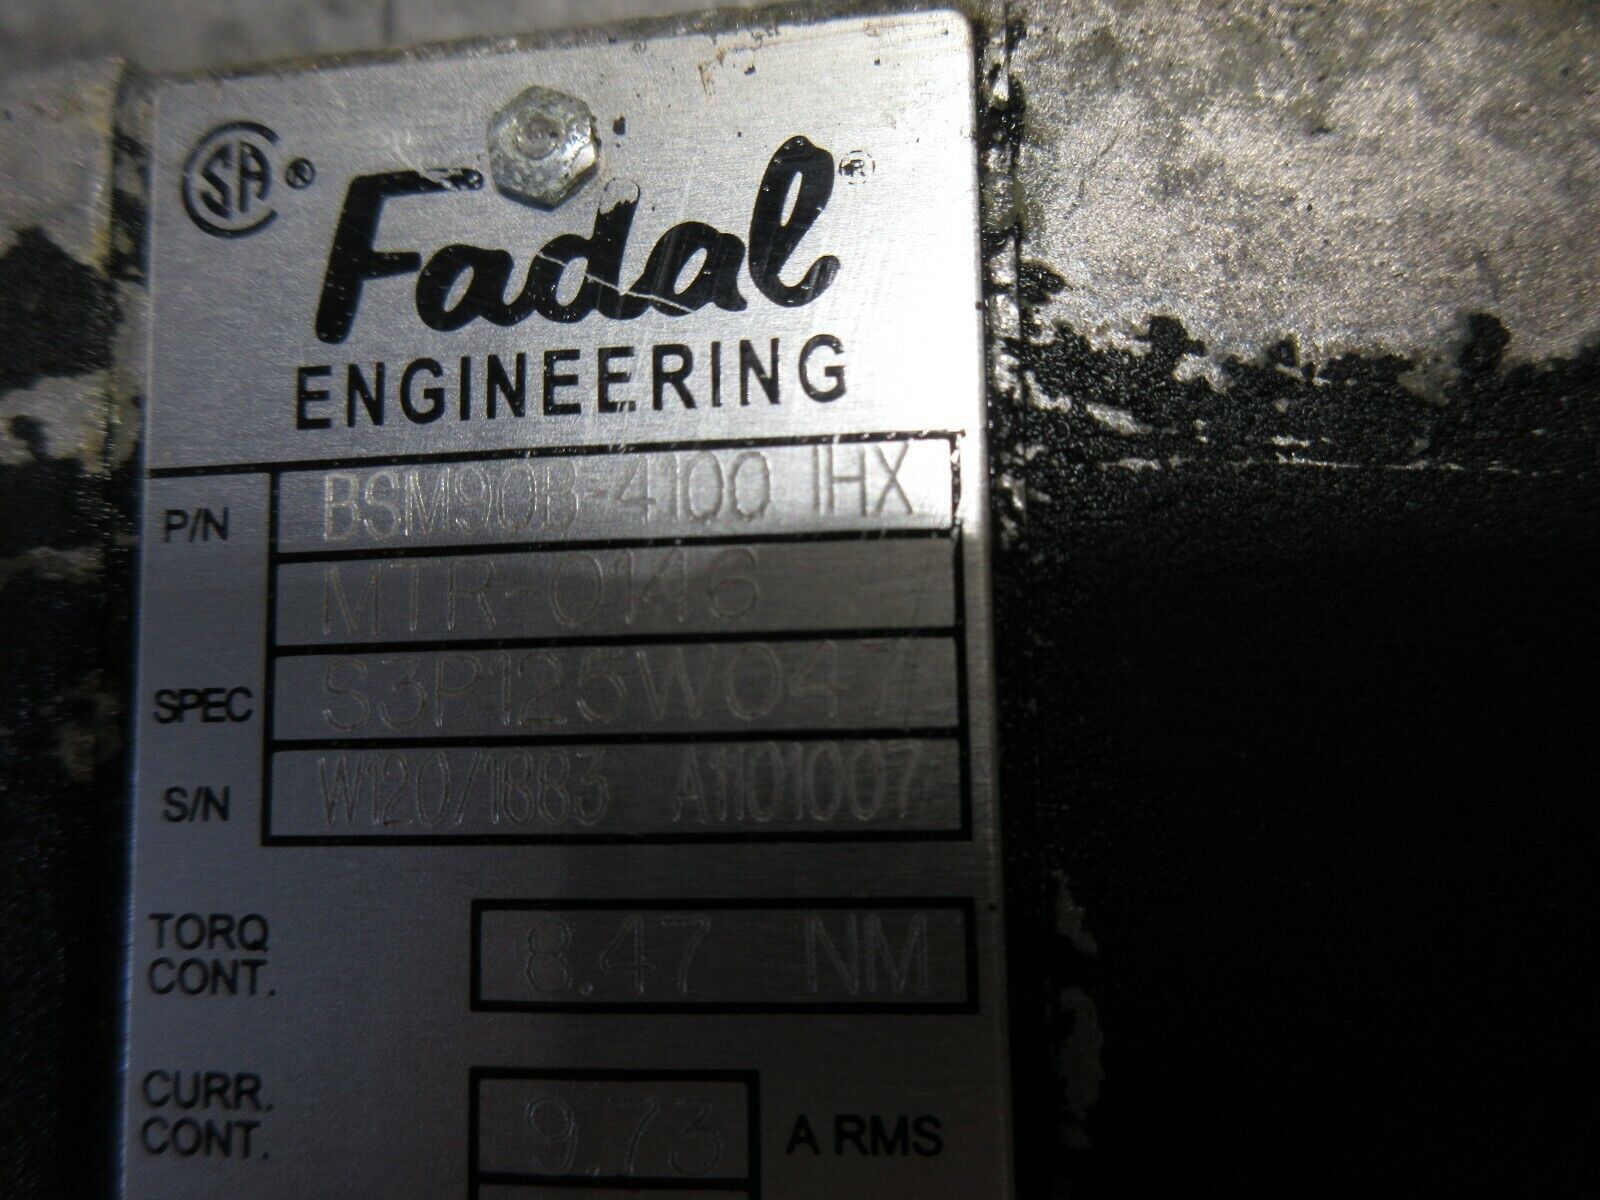 SA ®
Fadal ®
ENGINEERING
P/N BSM90B-4100 IHX
MTR-0146
SPEC S3P125W047
S/N W120/1883 A1101007
TORQ CONT. 8.47 NM
CURR. CONT. 9.73 A RMS